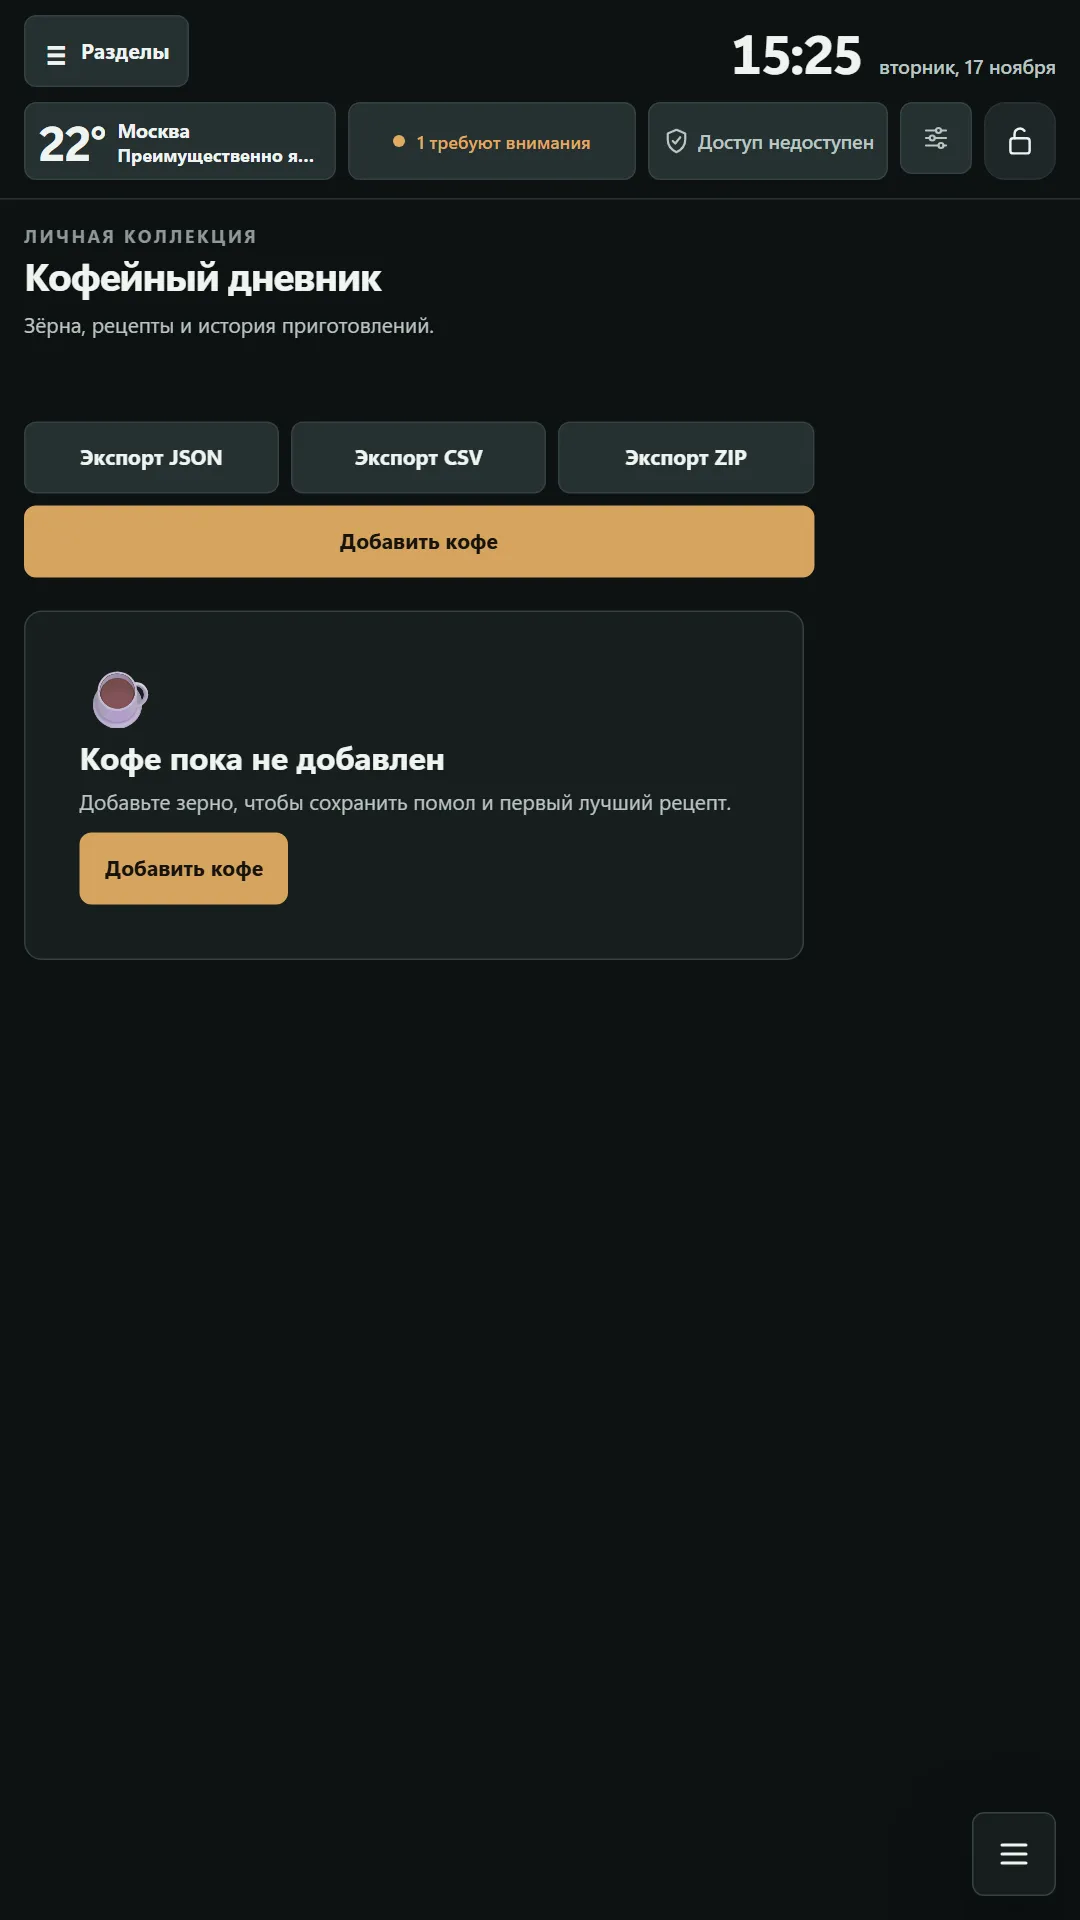 Разделы
15:25 вторник, 17 ноября
22° Москва
Преимущественно я...
1 требуют внимания
Доступ недоступен
ЛИЧНАЯ КОЛЛЕКЦИЯ
Кофейный дневник
Зёрна, рецепты и история приготовлений.
Экспорт JSON
Экспорт CSV
Экспорт ZIP
Добавить кофе
Кофе пока не добавлен
Добавьте зерно, чтобы сохранить помол и первый лучший рецепт.
Добавить кофе